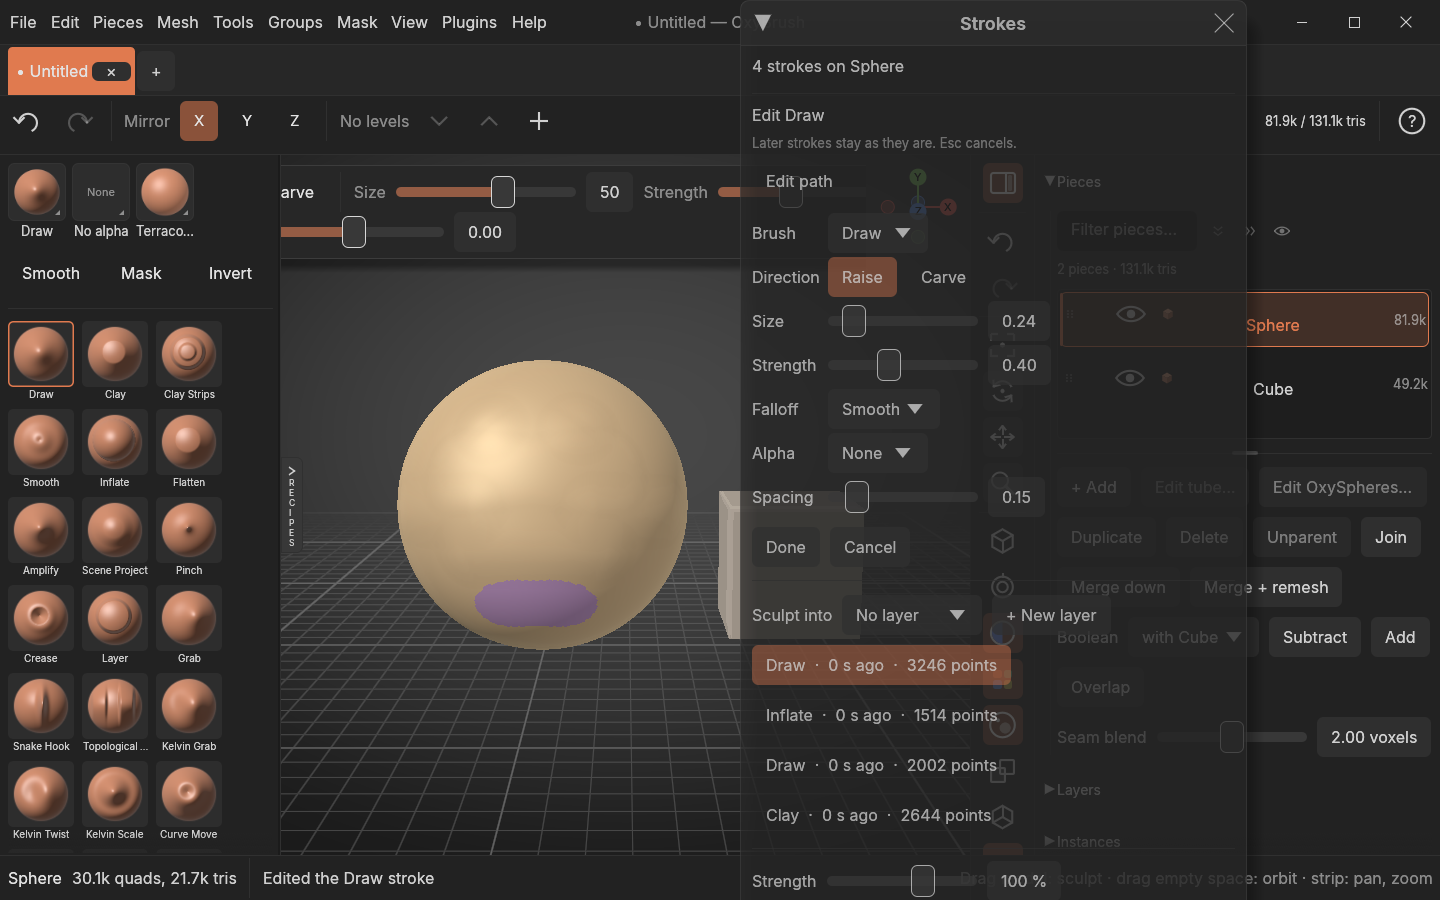 File Edit Pieces Mesh Tools Groups Mask View Plugins Help
• Untitled —
Strokes
• Untitled ×
+
4 strokes on Sphere
Mirror X Y Z No levels
81.9k / 131.1k tris
?
Edit Draw
Later strokes stay as they are. Esc cancels.
None
Draw No alpha Terraco...
Smooth Mask Invert
arve Size 50 Strength
0.00
Edit path
Y
X
Z
Brush Draw
Direction Raise Carve
Size 0.24
Strength 0.40
Falloff Smooth
Alpha None
Spacing 0.15
Done Cancel
Sculpt into No layer + New layer
Draw · 0 s ago · 3246 points
Inflate · 0 s ago · 1514 points
Draw · 0 s ago · 2002 points
Clay · 0 s ago · 2644 points
Strength 100 %
Pieces
Filter pieces...
2 pieces · 131.1k tris
Sphere 81.9k
Cube 49.2k
+ Add Edit tube... Edit OxySpheres...
Duplicate Delete Unparent Join
Merge down Merge + remesh
Boolean with Cube Subtract Add
Overlap
Seam blend 2.00 voxels
Layers
Instances
Draw Clay Clay Strips
Smooth Inflate Flatten
Amplify Scene Project Pinch
Crease Layer Grab
Snake Hook Topological ... Kelvin Grab
Kelvin Twist Kelvin Scale Curve Move
RECIPES
Sphere 30.1k quads, 21.7k tris
Edited the Draw stroke
sculpt · drag empty space: orbit · strip: pan, zoom